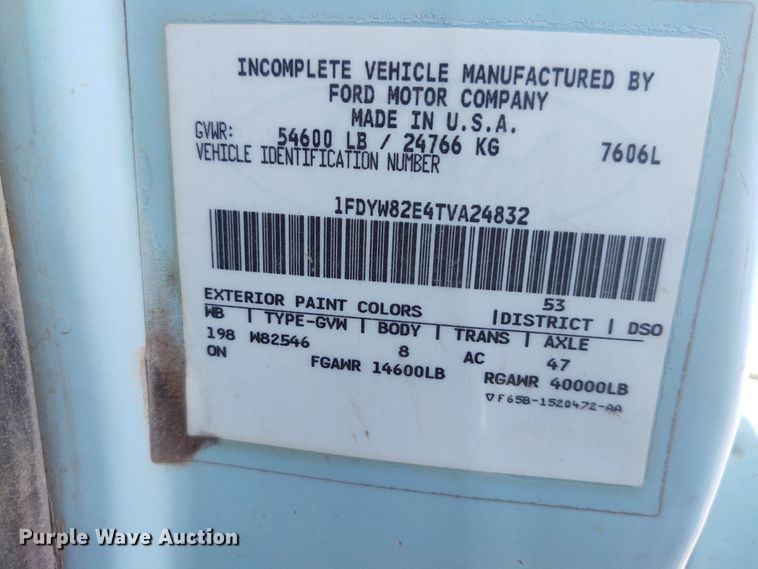 INCOMPLETE VEHICLE MANUFACTURED BY
FORD MOTOR COMPANY
MADE IN U.S.A.
GVWR: 54600 LB / 24766 KG 7606L
VEHICLE IDENTIFICATION NUMBER
1FDYW82E4TVA24832
EXTERIOR PAINT COLORS 53
WB | TYPE-GVW | BODY | TRANS | AXLE |DISTRICT | DSO
198 W82546 8 AC 47
ON FGAWR 14600LB RGAWR 40000LB
▽F65B-1520472-AA
Purple Wave Auction